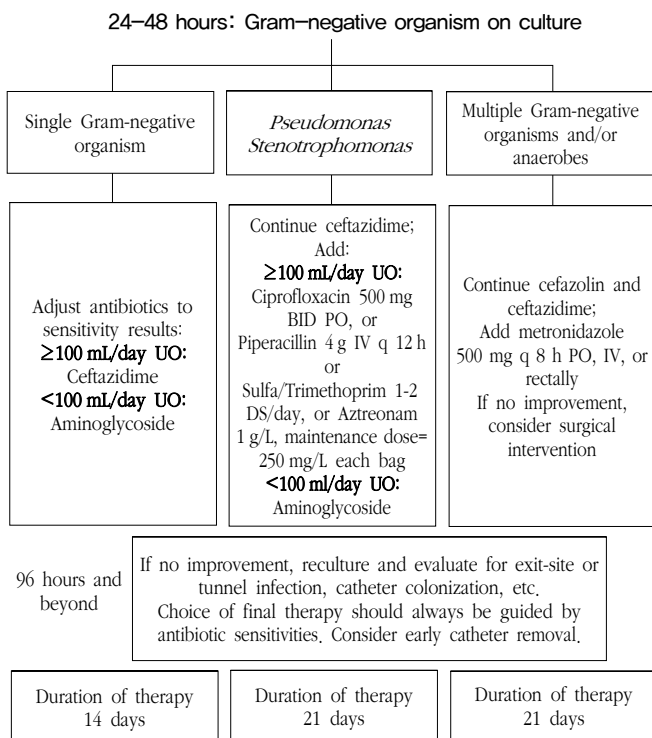 24–48 hours: Gram–negative organism on culture
Single Gram-negative
organism
Pseudomonas
Stenotrophomonas
Multiple Gram-negative
organisms and/or
anaerobes
Adjust antibiotics to
sensitivity results:
≥100 mL/day UO:
Ceftazidime
<100 mL/day UO:
Aminoglycoside
Continue ceftazidime;
Add:
≥100 mL/day UO:
Ciprofloxacin 500 mg
BID PO, or
Piperacillin 4 g IV q 12 h
or
Sulfa/Trimethoprim 1-2
DS/day, or Aztreonam
1 g/L, maintenance dose=
250 mg/L each bag
<100 ml/day UO:
Aminoglycoside
Continue cefazolin and
ceftazidime;
Add metronidazole
500 mg q 8 h PO, IV, or
rectally
If no improvement,
consider surgical
intervention
96 hours and
beyond
If no improvement, reculture and evaluate for exit-site or
tunnel infection, catheter colonization, etc.
Choice of final therapy should always be guided by
antibiotic sensitivities. Consider early catheter removal.
Duration of therapy
14 days
Duration of therapy
21 days
Duration of therapy
21 days